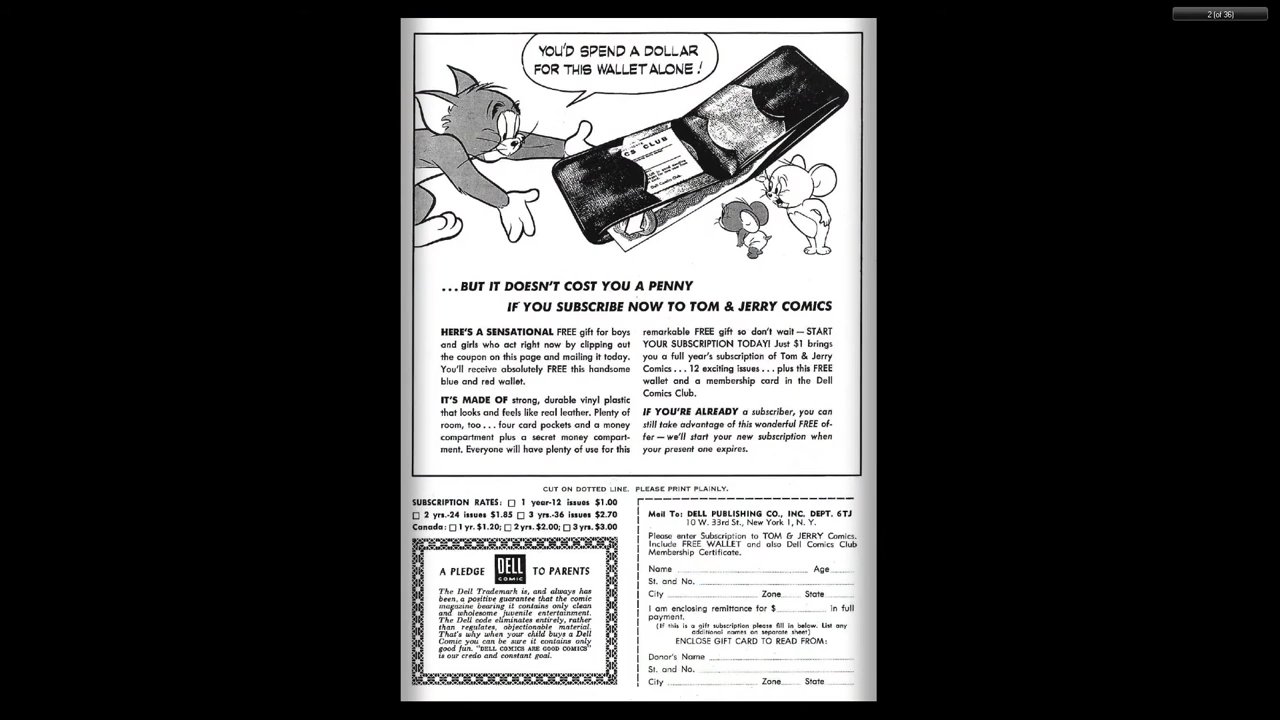 2 (of 36)
YOU'D SPEND A DOLLAR
FOR THIS WALLET ALONE!
CS CLUB
Dell Comics Club.
...BUT IT DOESN'T COST YOU A PENNY
IF YOU SUBSCRIBE NOW TO TOM & JERRY COMICS
HERE'S A SENSATIONAL FREE gift for boys
and girls who act right now by clipping out
the coupon on this page and mailing it today.
You'll receive absolutely FREE this handsome
blue and red wallet.
IT'S MADE OF strong, durable vinyl plastic
that looks and feels like real leather. Plenty of
room, too... four card pockets and a money
compartment plus a secret money compart-
ment. Everyone will have plenty of use for this
remarkable FREE gift so don't wait — START
YOUR SUBSCRIPTION TODAY! Just $1 brings
you a full year's subscription of Tom & Jerry
Comics... 12 exciting issues... plus this FREE
wallet and a membership card in the Dell
Comics Club.
IF YOU'RE ALREADY a subscriber, you can
still take advantage of this wonderful FREE of-
fer — we'll start your new subscription when
your present one expires.
CUT ON DOTTED LINE. PLEASE PRINT PLAINLY.
SUBSCRIPTION RATES: □ 1 year-12 issues $1.00
□ 2 yrs.-24 issues $1.85 □ 3 yrs.-36 issues $2.70
Canada: □ 1 yr. $1.20; □ 2 yrs. $2.00; □ 3 yrs. $3.00
A PLEDGE DELL COMIC TO PARENTS
The Dell Trademark is, and always has
been, a positive guarantee that the comic
magazine bearing it contains only clean
and wholesome juvenile entertainment.
The Dell code eliminates entirely, rather
than regulates, objectionable material.
That's why when your child buys a Dell
Comic you can be sure it contains only
good fun. "DELL COMICS ARE GOOD COMICS"
is our credo and constant goal.
Mail To: DELL PUBLISHING CO., INC. DEPT. 6TJ
10 W. 33rd St., New York 1, N. Y.
Please enter Subscription to TOM & JERRY Comics.
Include FREE WALLET and also Dell Comics Club
Membership Certificate.
Name Age
St. and No.
City Zone State
I am enclosing remittance for $ in full
payment.
(If this is a gift subscription please fill in below. List any
additional names on separate sheet)
ENCLOSE GIFT CARD TO READ FROM:
Donor's Name
St. and No.
City Zone State